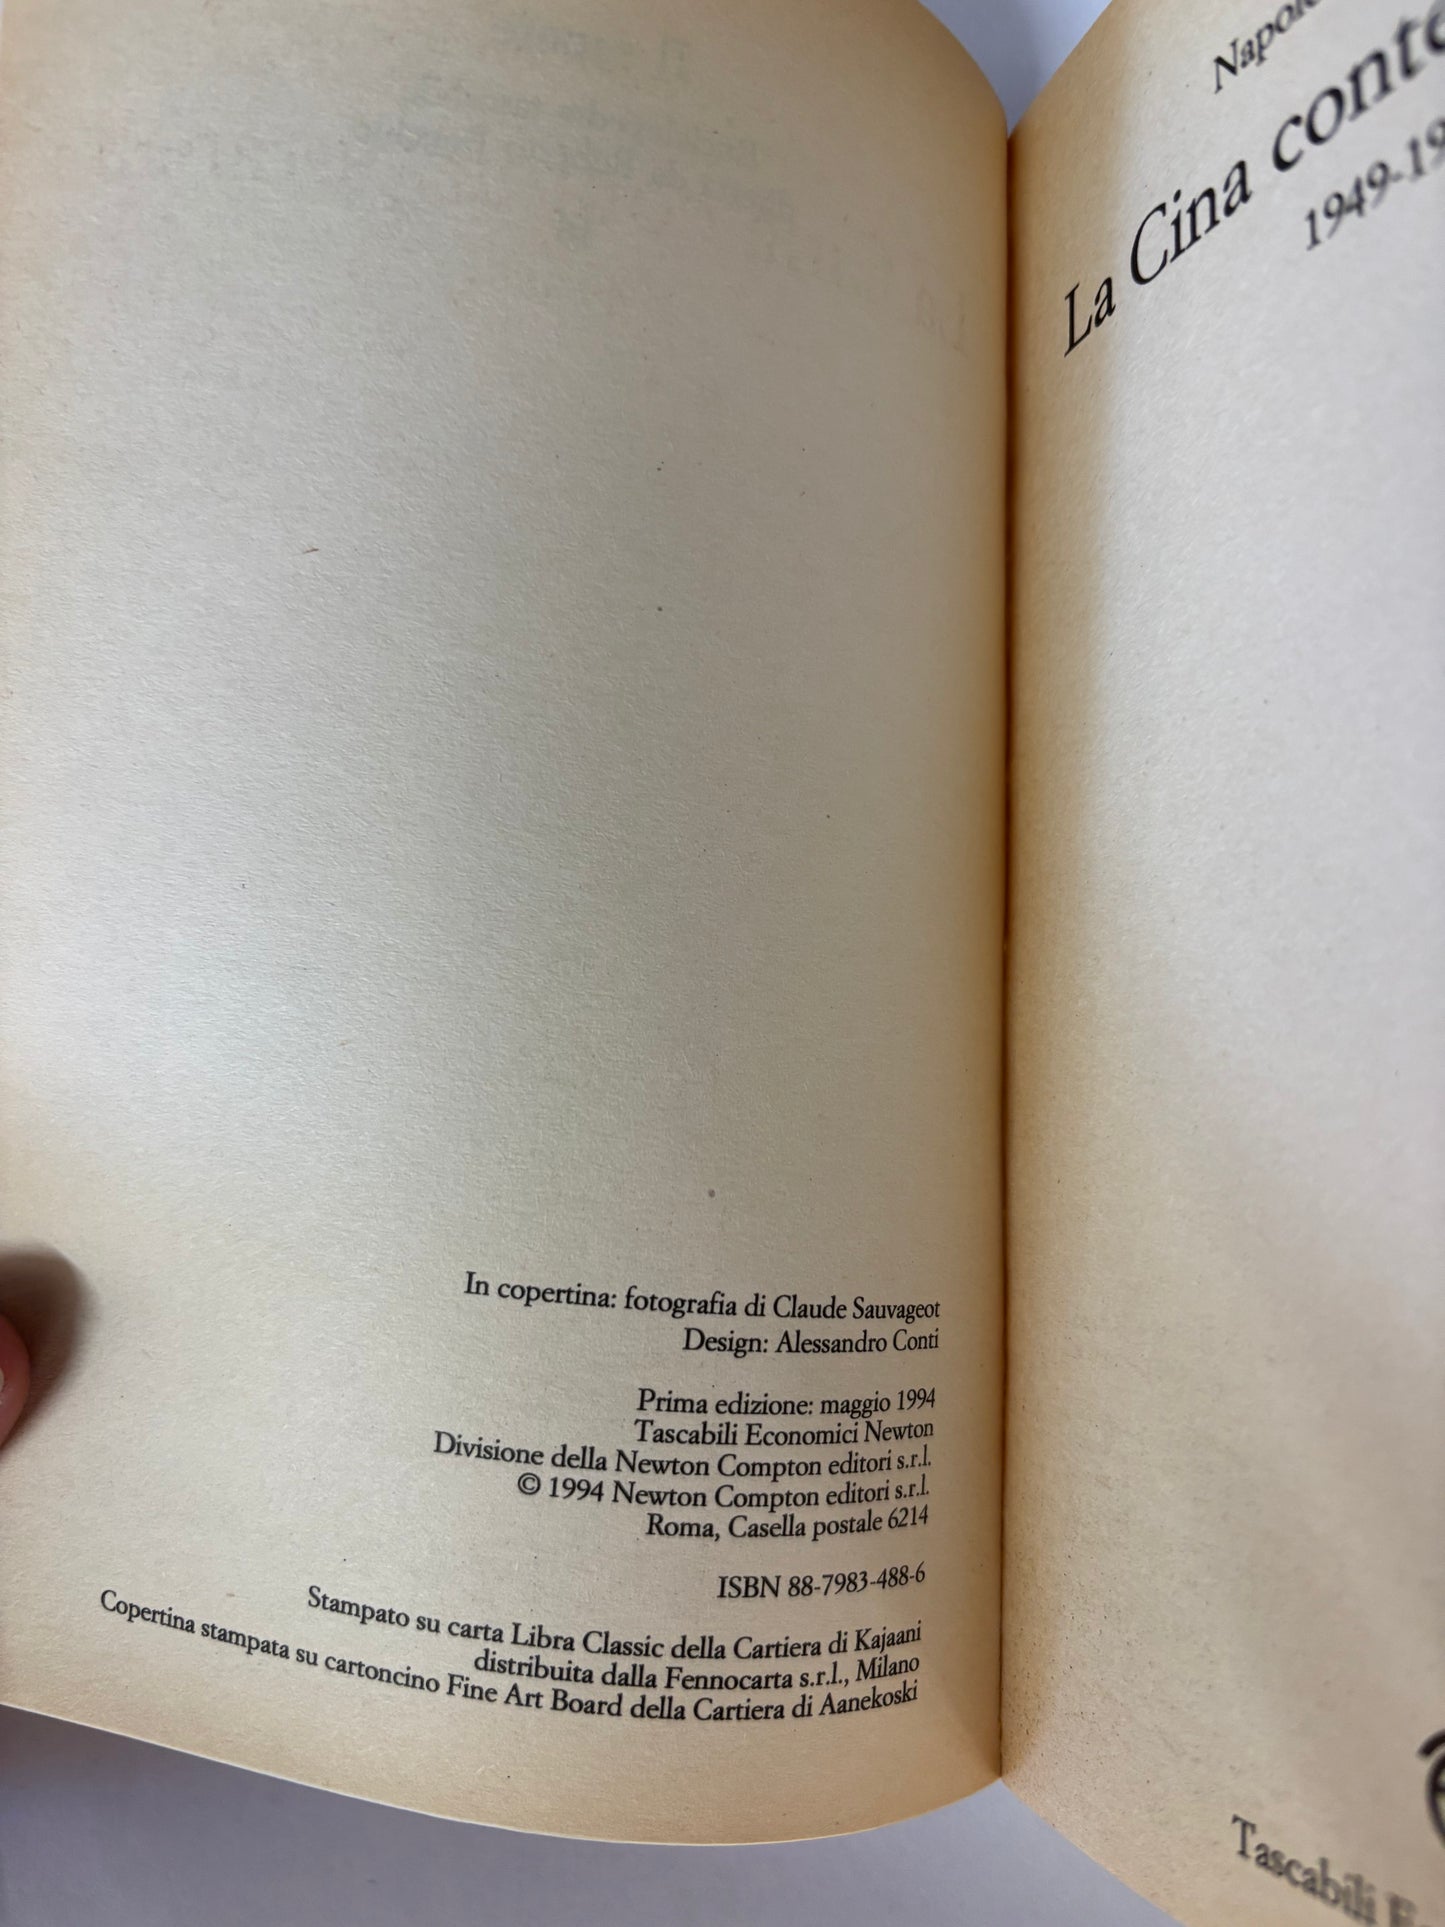 In copertina: fotografia di Claude Sauvageot
Design: Alessandro Conti
Prima edizione: maggio 1994
Tascabili Economici Newton
Divisione della Newton Compton editori s.r.l.
© 1994 Newton Compton editori s.r.l.
Roma, Casella postale 6214
ISBN 88-7983-488-6
Stampato su carta Libra Classic della Cartiera di Kajaani
distribuita dalla Fennocarta s.r.l., Milano
Copertina stampata su cartoncino Fine Art Board della Cartiera di Aanekoski
La Cina
1949-19
Tascabili